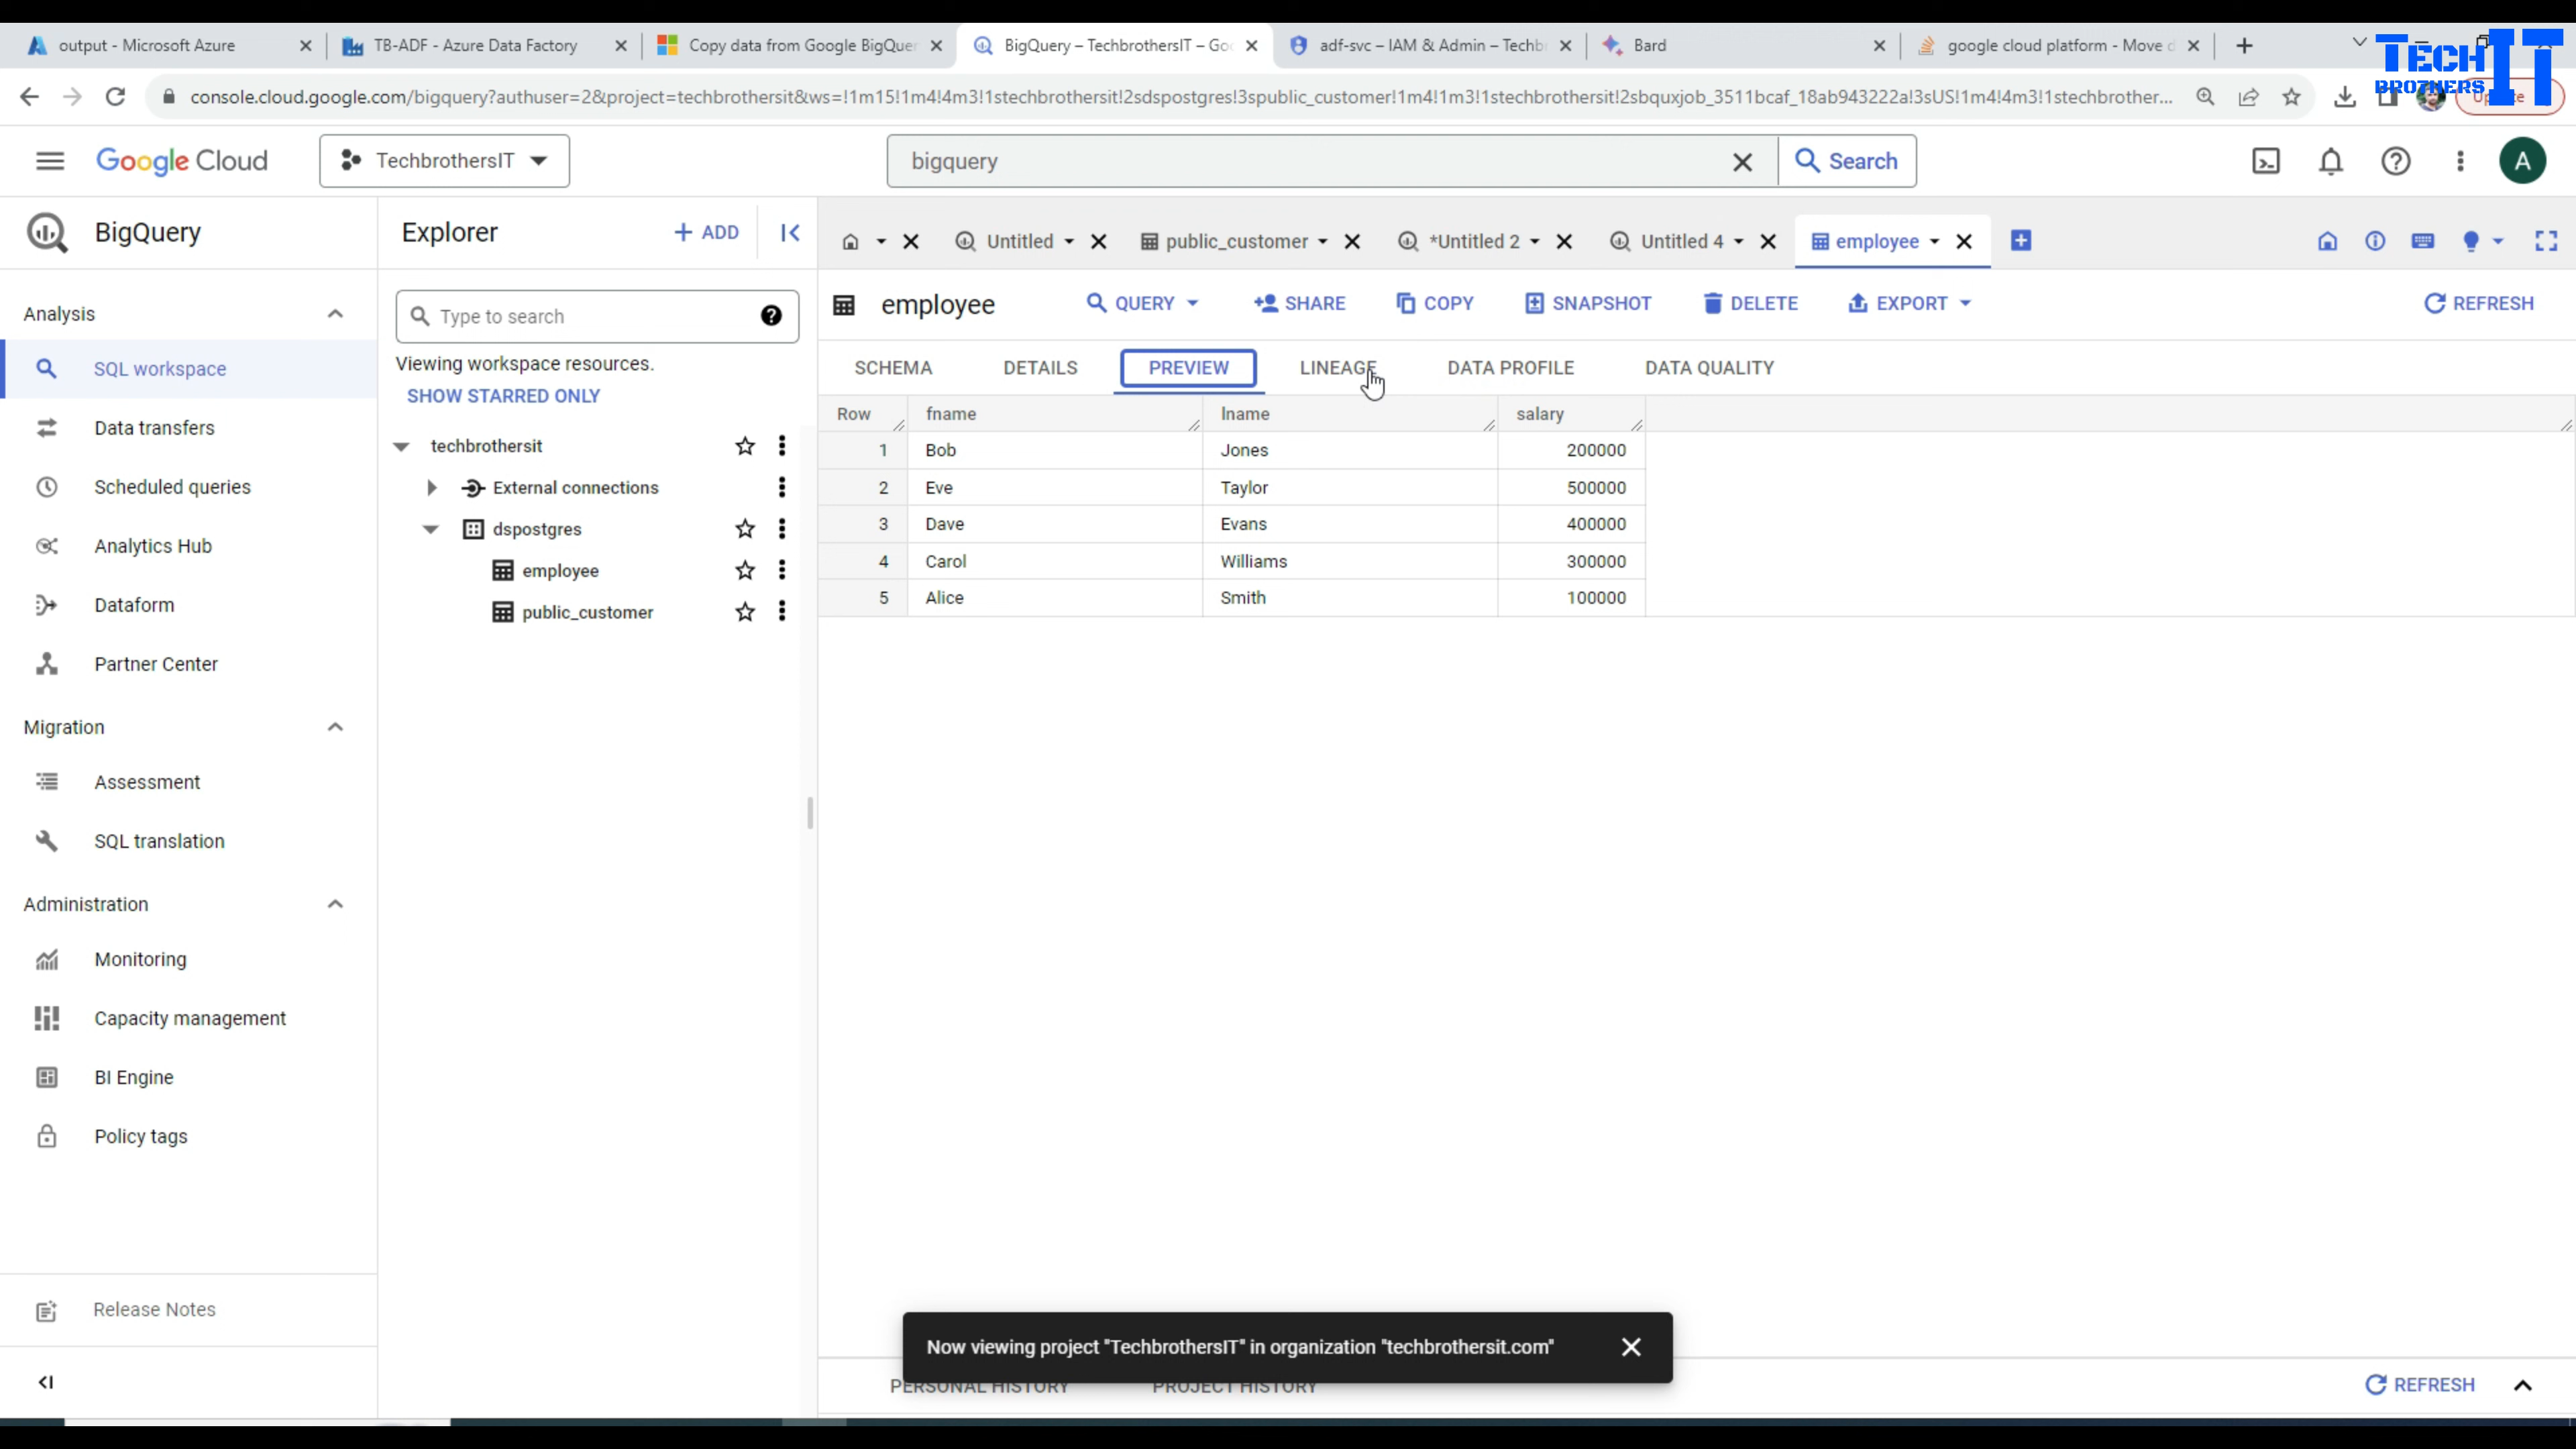 output - Microsoft Azure
TB-ADF - Azure Data Factory
Copy data from Google BigQuer
BigQuery – TechbrothersIT – Goo
adf-svc – IAM & Admin – Techb
Bard
google cloud platform - Move d
TECH IT
BROTHERS
console.cloud.google.com/bigquery?authuser=2&project=techbrothersit&ws=!1m15!1m4!4m3!1stechbrothersit!2sdspostgres!3spublic_customer!1m4!1m3!1stechbrothersit!2sbquxjob_3511bcaf_18ab943222a!3sUS!1m4!4m3!1stechbrother...
Google Cloud
TechbrothersIT
bigquery
Search
A
BigQuery
Explorer
+ ADD
Untitled
public_customer
*Untitled 2
Untitled 4
employee
Analysis
SQL workspace
Data transfers
Scheduled queries
Analytics Hub
Dataform
Partner Center
Migration
Assessment
SQL translation
Administration
Monitoring
Capacity management
BI Engine
Policy tags
Release Notes
Type to search
Viewing workspace resources.
SHOW STARRED ONLY
techbrothersit
External connections
dspostgres
employee
public_customer
employee
QUERY
SHARE
COPY
SNAPSHOT
DELETE
EXPORT
REFRESH
SCHEMA DETAILS PREVIEW LINEAGE DATA PROFILE DATA QUALITY
Row fname lname salary
1 Bob Jones 200000
2 Eve Taylor 500000
3 Dave Evans 400000
4 Carol Williams 300000
5 Alice Smith 100000
Now viewing project "TechbrothersIT" in organization "techbrothersit.com"
PERSONAL HISTORY PROJECT HISTORY
REFRESH